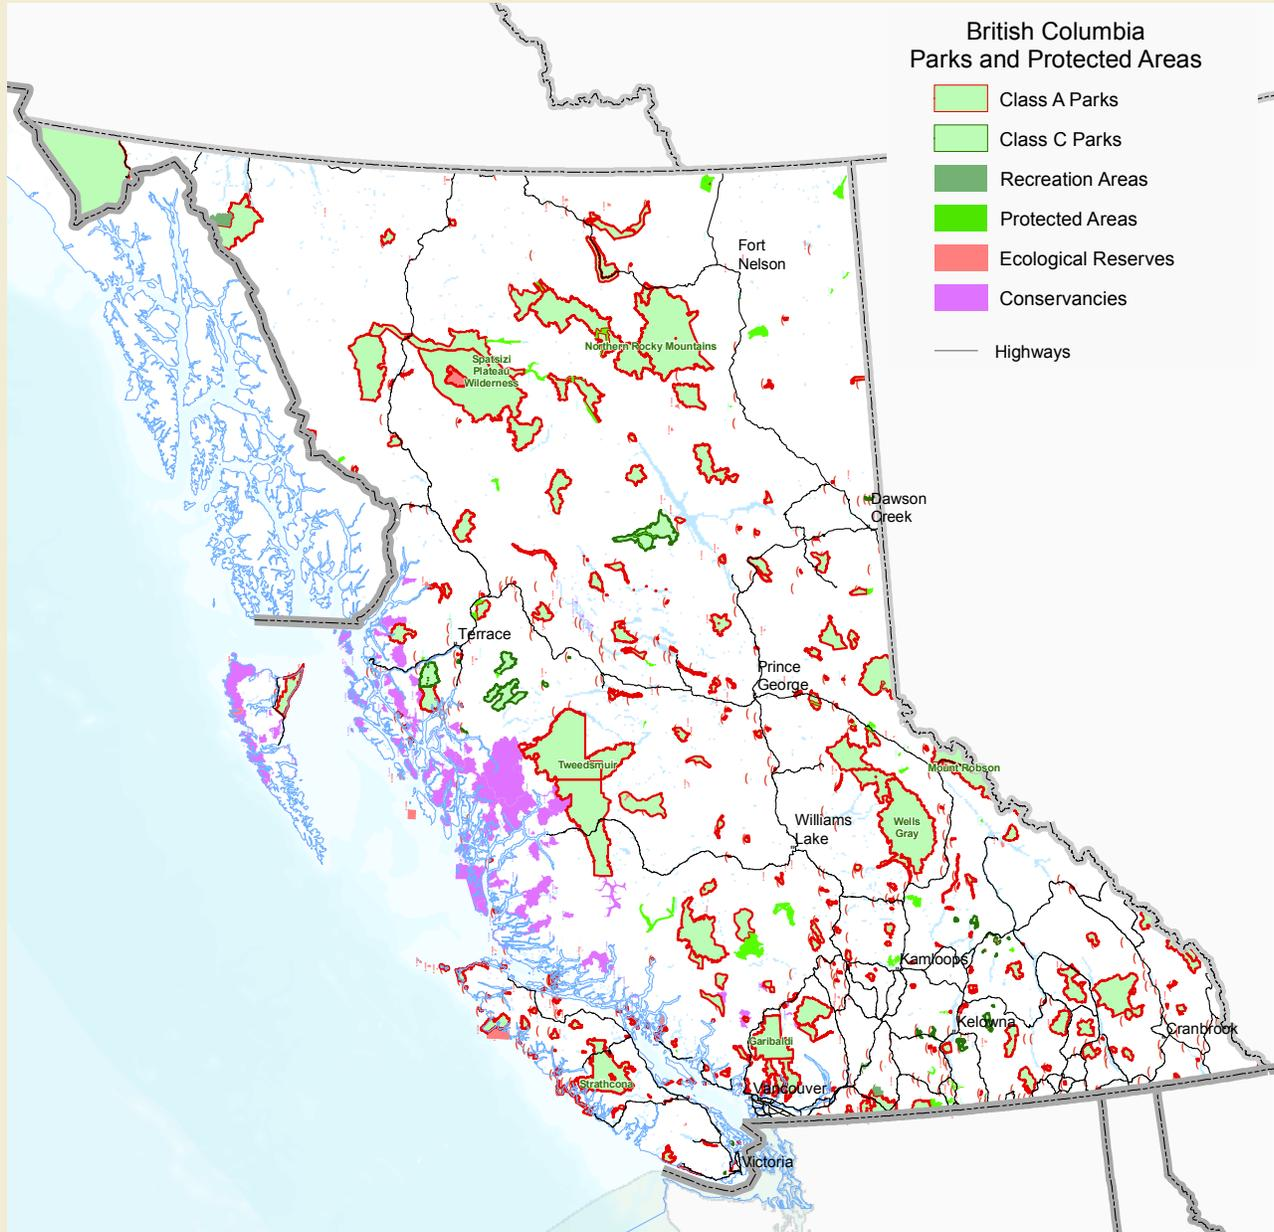 British Columbia
Parks and Protected Areas
Class A Parks
Class C Parks
Recreation Areas
Protected Areas
Ecological Reserves
Conservancies
Highways
Fort
Nelson
Northern Rocky Mountains
Spatsizi
Plateau
Wilderness
Dawson
Creek
Terrace
Prince
George
Tweedsmuir
Mount Robson
Williams
Lake
Wells
Gray
Kamloops
Kelowna
Cranbrook
Garibaldi
Strathcona
Vancouver
Victoria